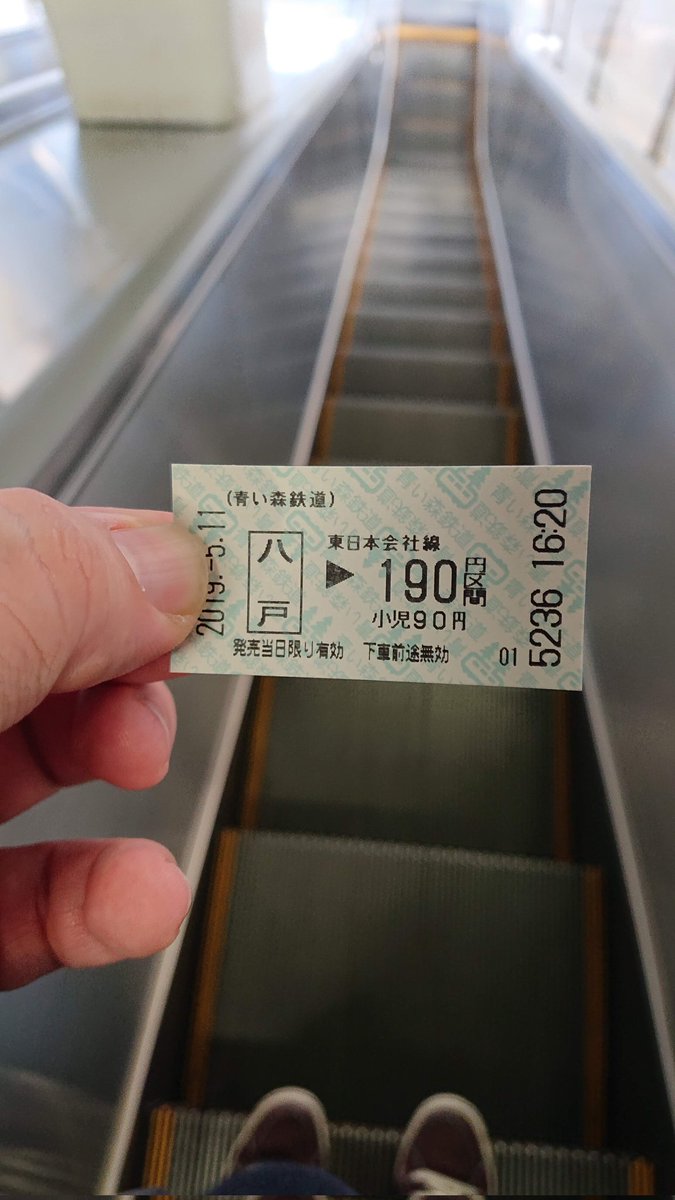 (青い森鉄道)
2019.-5.11
八戸
東日本会社線
▶ 190円区間
小児90円
発売当日限り有効 下車前途無効
01
5236 16:20